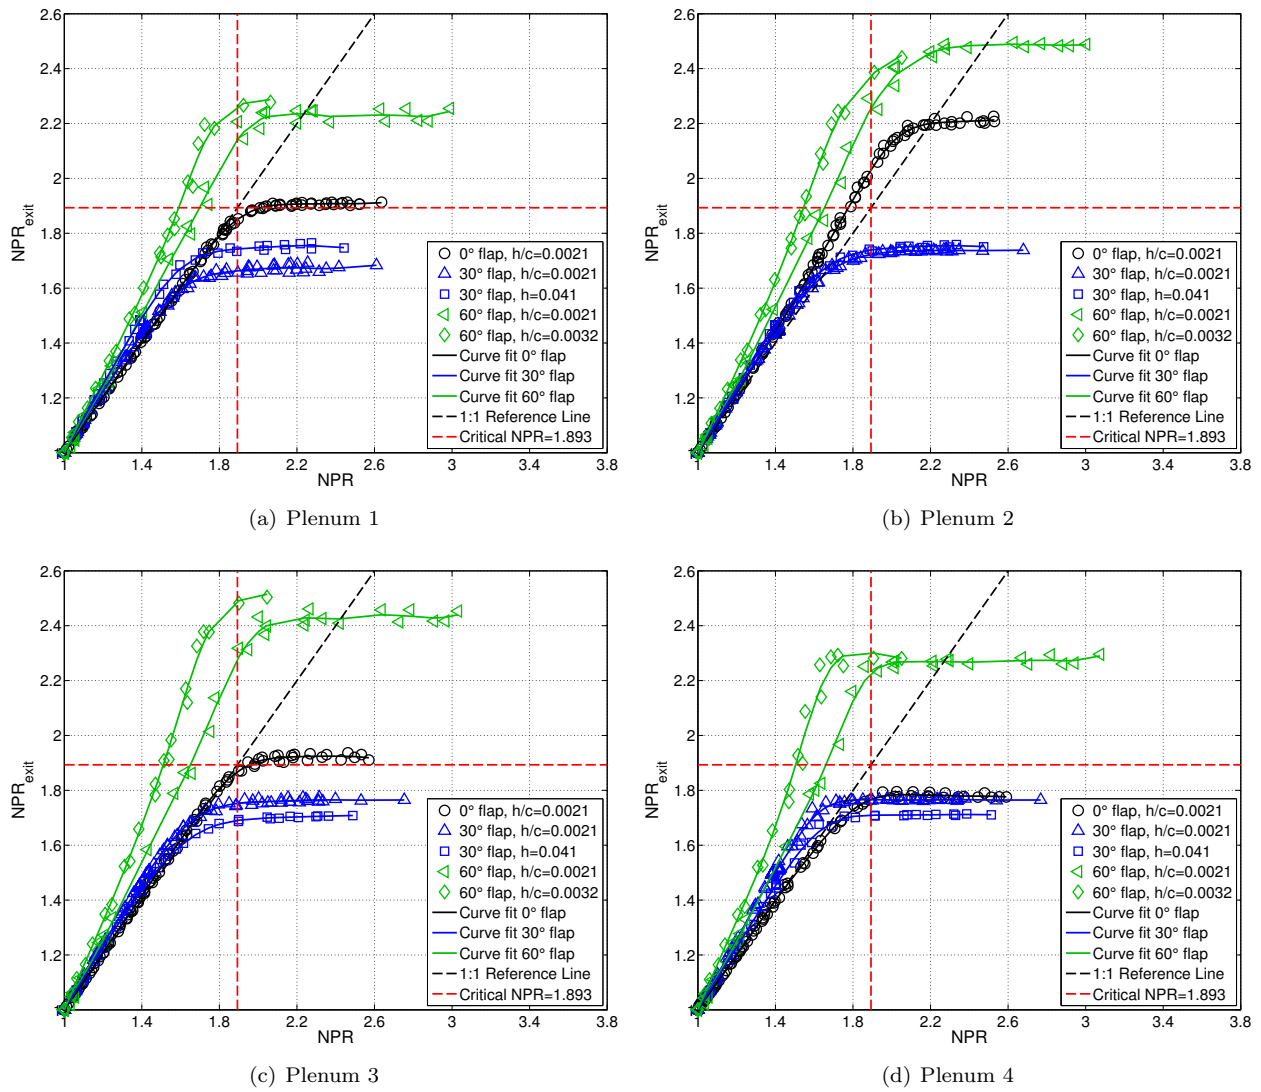 2.6
2.4
2.2
2
1.8
1.6
1.4
1.2
1
NPRexit
1 1.4 1.8 2.2 2.6 3 3.4 3.8
NPR
0° flap, h/c=0.0021
30° flap, h/c=0.0021
30° flap, h=0.041
60° flap, h/c=0.0021
60° flap, h/c=0.0032
Curve fit 0° flap
Curve fit 30° flap
Curve fit 60° flap
1:1 Reference Line
Critical NPR=1.893
(a) Plenum 1
2.6
2.4
2.2
2
1.8
1.6
1.4
1.2
1
NPRexit
1 1.4 1.8 2.2 2.6 3 3.4 3.8
NPR
0° flap, h/c=0.0021
30° flap, h/c=0.0021
30° flap, h=0.041
60° flap, h/c=0.0021
60° flap, h/c=0.0032
Curve fit 0° flap
Curve fit 30° flap
Curve fit 60° flap
1:1 Reference Line
Critical NPR=1.893
(b) Plenum 2
2.6
2.4
2.2
2
1.8
1.6
1.4
1.2
1
NPRexit
1 1.4 1.8 2.2 2.6 3 3.4 3.8
NPR
0° flap, h/c=0.0021
30° flap, h/c=0.0021
30° flap, h=0.041
60° flap, h/c=0.0021
60° flap, h/c=0.0032
Curve fit 0° flap
Curve fit 30° flap
Curve fit 60° flap
1:1 Reference Line
Critical NPR=1.893
(c) Plenum 3
2.6
2.4
2.2
2
1.8
1.6
1.4
1.2
1
NPRexit
1 1.4 1.8 2.2 2.6 3 3.4 3.8
NPR
0° flap, h/c=0.0021
30° flap, h/c=0.0021
30° flap, h=0.041
60° flap, h/c=0.0021
60° flap, h/c=0.0032
Curve fit 0° flap
Curve fit 30° flap
Curve fit 60° flap
1:1 Reference Line
Critical NPR=1.893
(d) Plenum 4